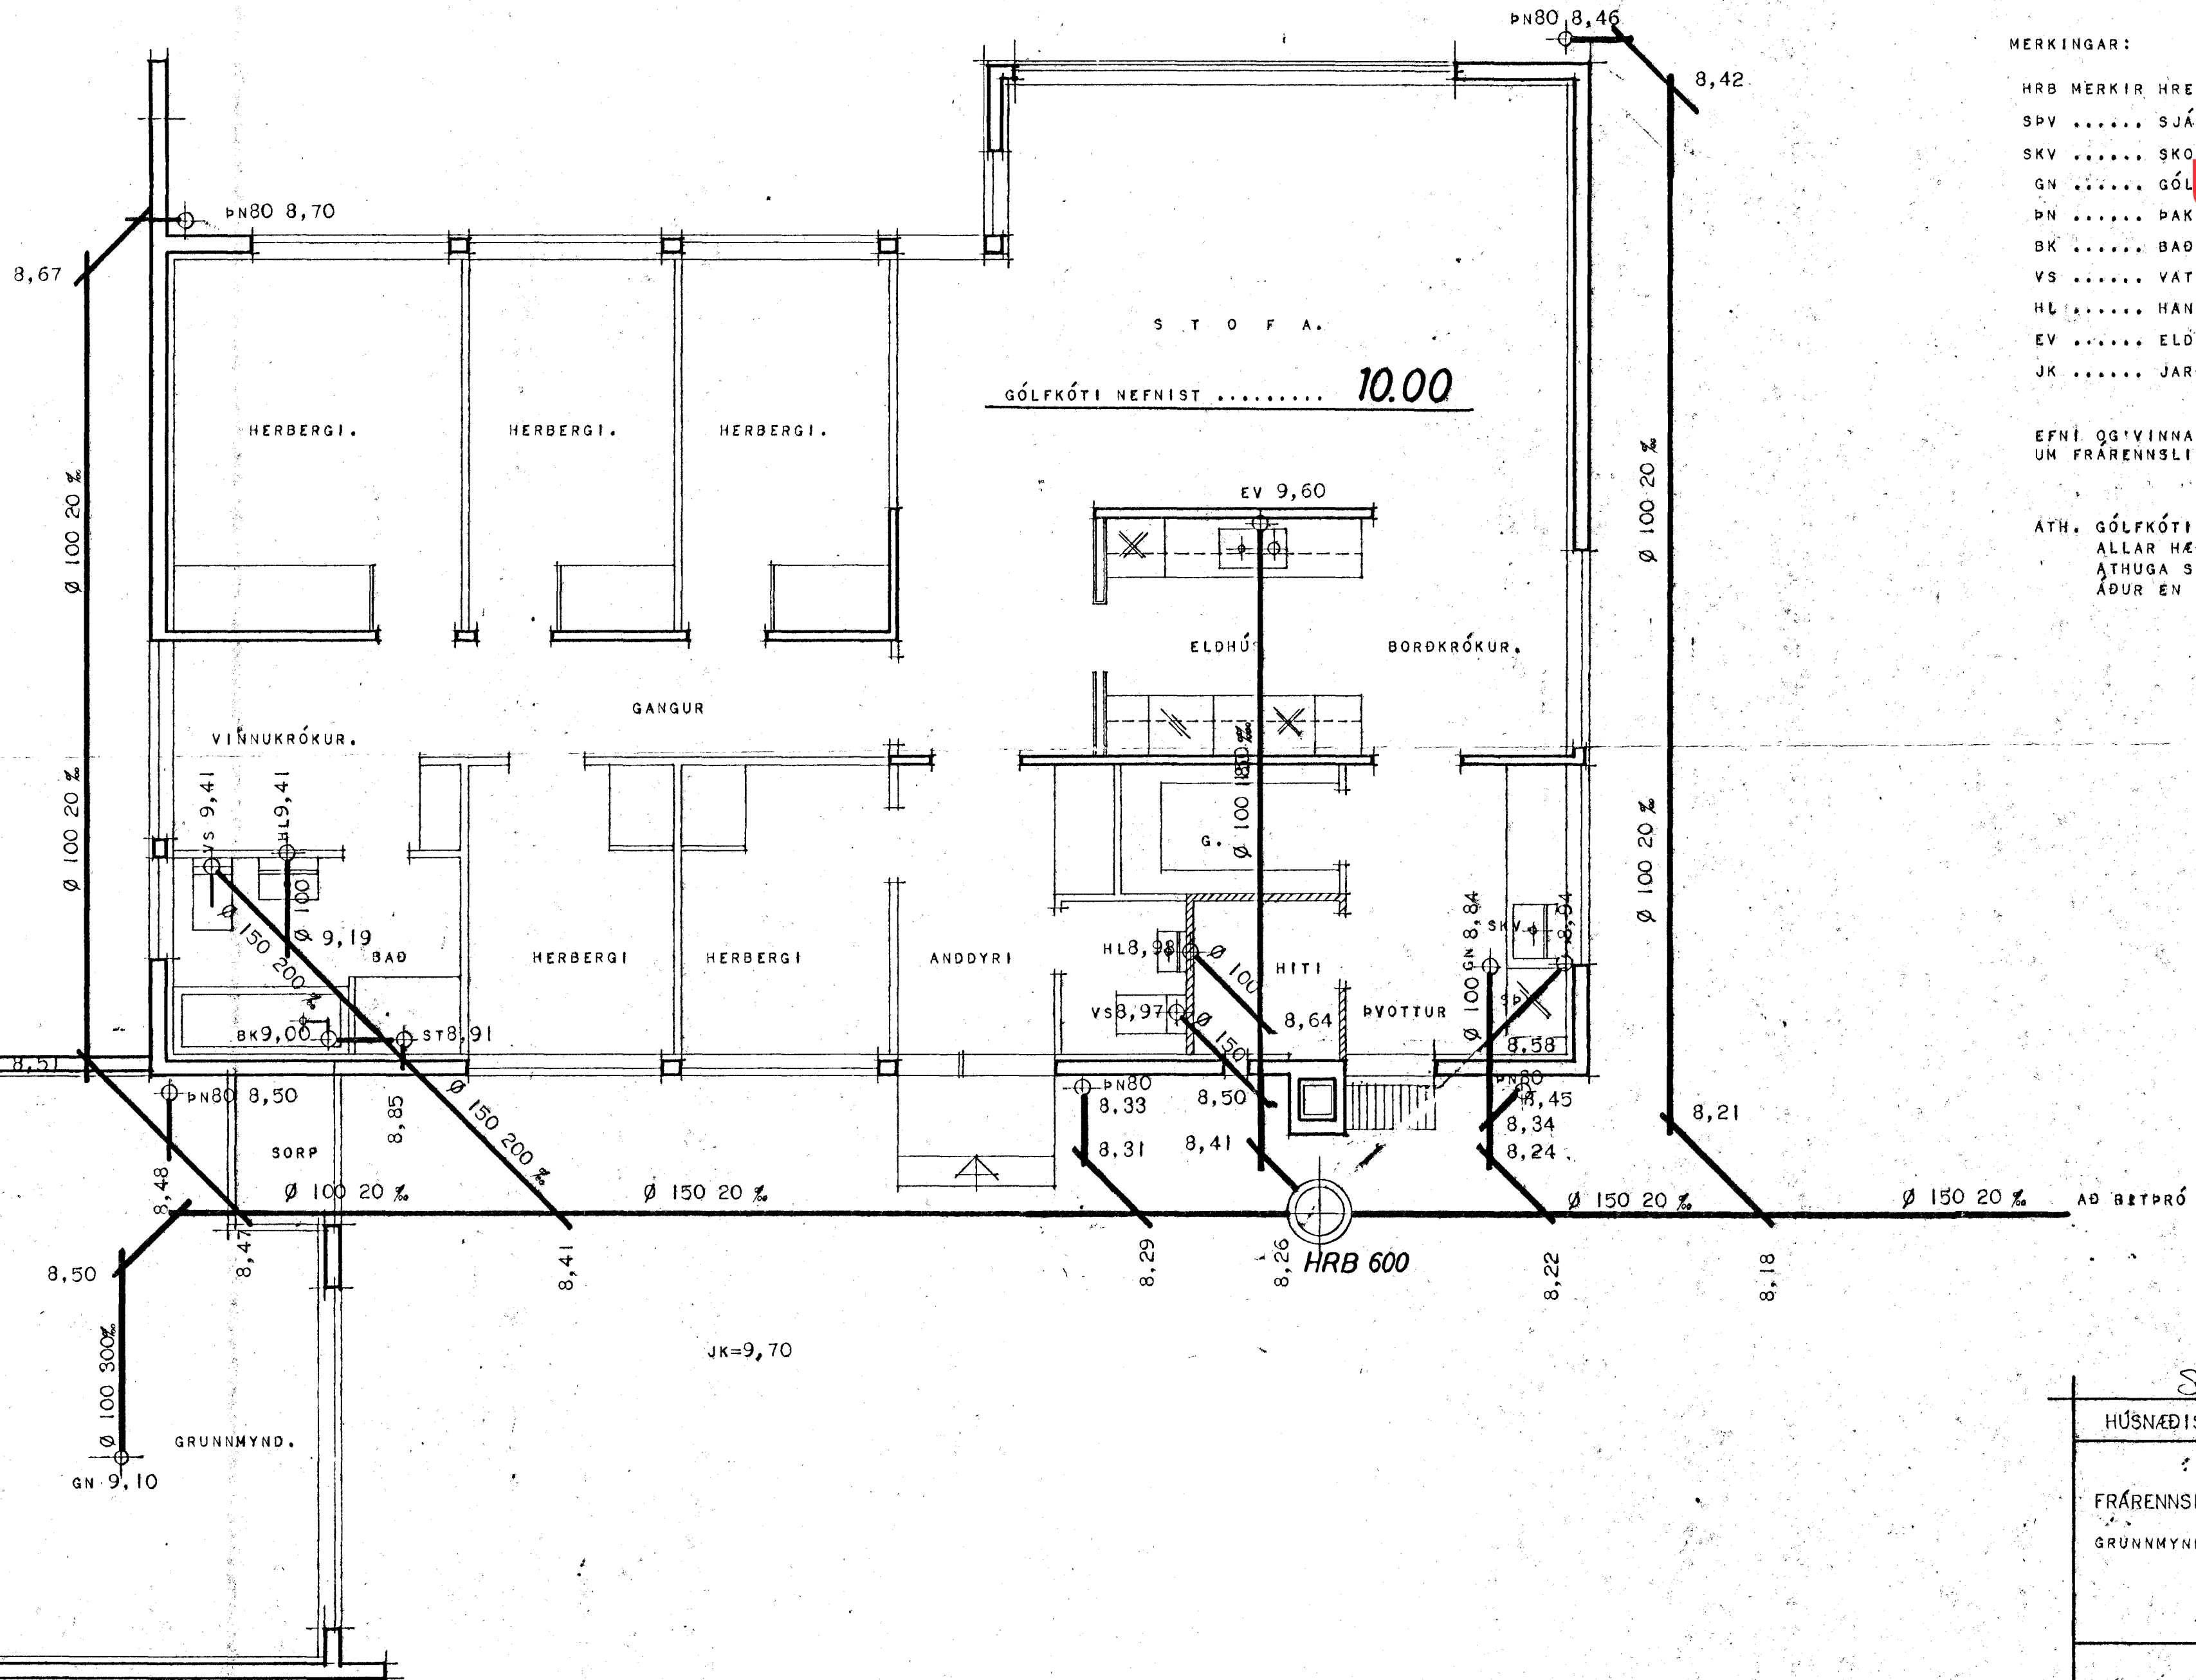 ÞN80 8,46
8,42
ÞN80 8,70
8,67
S T O F A.
GÓLFKÓTI NEFNIST ......... 10.00
HERBERGI.
HERBERGI.
HERBERGI.
Ø 100 20 ‰
Ø 100 20 ‰
EV 9,60
ELDHÚS
BORÐKRÓKUR.
GANGUR
VINNUKRÓKUR.
Ø 100 20 ‰
VS 9,41
HL 9,41
Ø 100 180 ‰
G.
Ø 100 20 ‰
Ø 150 200 ‰
Ø 100
9,19
BAÐ
HERBERGI
HERBERGI
ANDDYRI
HL8,98
Ø 100
HITI
Ø 100 GN 8,84
SKV
8,94
BK9,00
ST8,91
VS8,97
Ø 150
8,64
ÞVOTTUR
SÞV
8,58
8,51
ÞN80 8,50
8,85
Ø 150 200 ‰
ÞN80
8,33
8,50
ÞN80
8,45
8,34
8,21
SORP
8,48
8,31
8,41
8,24
Ø 100 20 ‰
Ø 150 20 ‰
Ø 150 20 ‰
Ø 150 20 ‰
AÐ
8,50
8,47
8,41
8,29
8,26
HRB 600
8,22
8,18
JK=9,70
Ø 100 300‰
GRUNNMYND.
GN 9,10
MERKINGAR:
HRB MERKIR HRE
SÞV ...... SJÁ
SKV ...... SKO
GN ...... GÓL
ÞN ...... ÞAK
BK ...... BAÐ
VS ...... VAT
HL ...... HAN
EV ...... ELD
JK ...... JAR
EFNI OG VINNA
UM FRÁRENNSLI
ATH. GÓLFKÓTI
ALLAR HÆ
ATHUGA S
ÁÐUR EN
HÚSNÆÐIS
FRÁRENNSL
GRUNNMYN